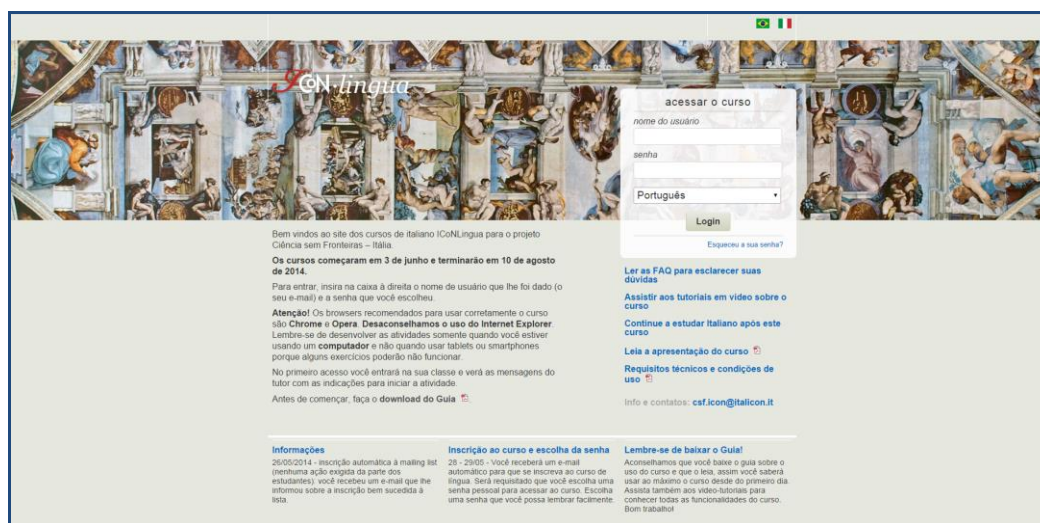 ICoN·lingua
acessar o curso
nome do usuário
senha
Português
Login
Esqueceu a sua senha?
Bem vindos ao site dos cursos de italiano ICoNLingua para o projeto
Ciência sem Fronteiras – Itália.
Os cursos começaram em 3 de junho e terminarão em 10 de agosto
de 2014.
Para entrar, insira na caixa à direita o nome de usuário que lhe foi dado (o
seu e-mail) e a senha que você escolheu.
Atenção! Os browsers recomendados para usar corretamente o curso
são Chrome e Opera. Desaconselhamos o uso do Internet Explorer.
Lembre-se de desenvolver as atividades somente quando você estiver
usando um computador e não quando usar tablets ou smartphones
porque alguns exercícios poderão não funcionar.
No primeiro acesso você entrará na sua classe e verá as mensagens do
tutor com as indicações para iniciar a atividade.
Antes de começar, faça o download do Guia.
Ler as FAQ para esclarecer suas
dúvidas
Assistir aos tutoriais em video sobre o
curso
Continue a estudar Italiano após este
curso
Leia a apresentação do curso
Requisitos técnicos e condições de
uso
Info e contatos: csf.icon@italicon.it
Informações
26/05/2014 - inscrição automática à mailing list
(nenhuma ação exigida da parte dos
estudantes): você recebeu um e-mail que lhe
informou sobre a inscrição bem sucedida à
lista.
Inscrição ao curso e escolha da senha
28 - 29/05 - Você receberá um e-mail
automático para que se inscreva ao curso de
língua. Será requisitado que você escolha uma
senha pessoal para acessar ao curso. Escolha
uma senha que você possa lembrar facilmente.
Lembre-se de baixar o Guia!
Aconselhamos que você baixe o guia sobre o
uso do curso e que o leia, assim você saberá
usar ao máximo o curso desde do primeiro dia.
Assista também aos video-tutoriais para
conhecer todas as funcionalidades do curso.
Bom trabalho!